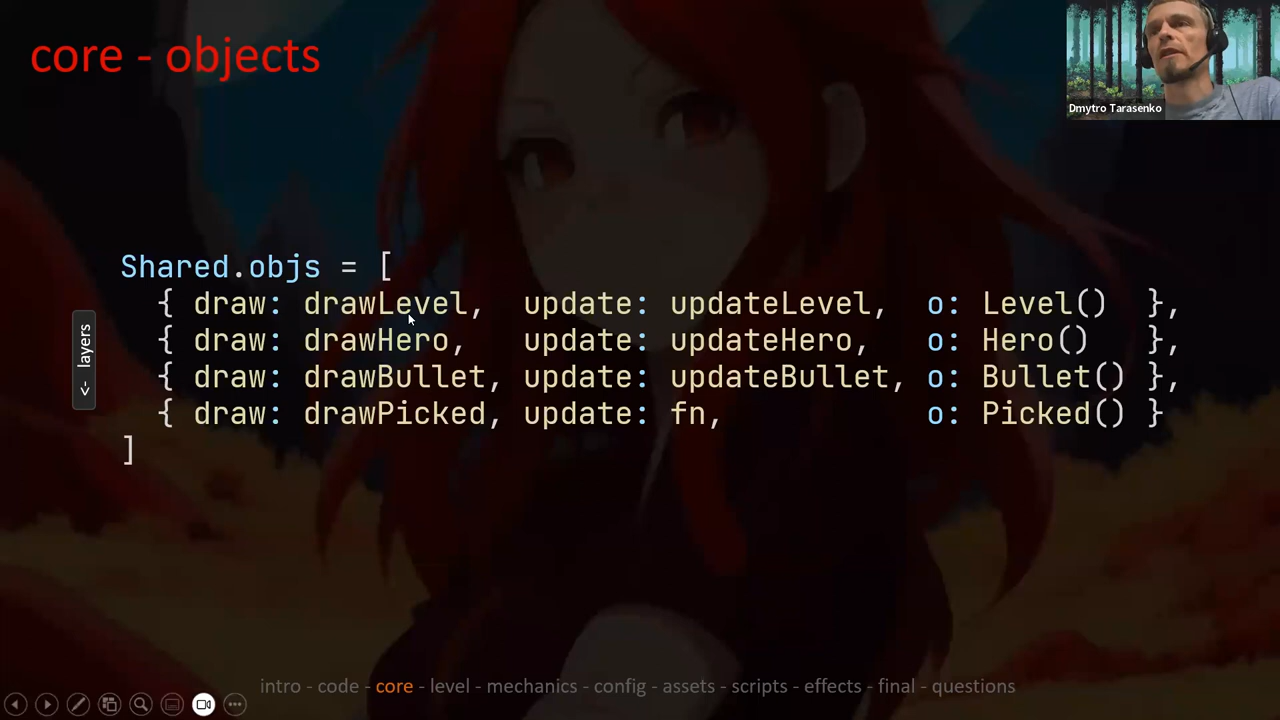 core - objects
Dmytro Tarasenko
Shared.objs = [
{ draw: drawLevel, update: updateLevel, o: Level() },
{ draw: drawHero, update: updateHero, o: Hero() },
{ draw: drawBullet, update: updateBullet, o: Bullet() },
{ draw: drawPicked, update: fn, o: Picked() }
]
<- layers
intro - code - core - level - mechanics - config - assets - scripts - effects - final - questions